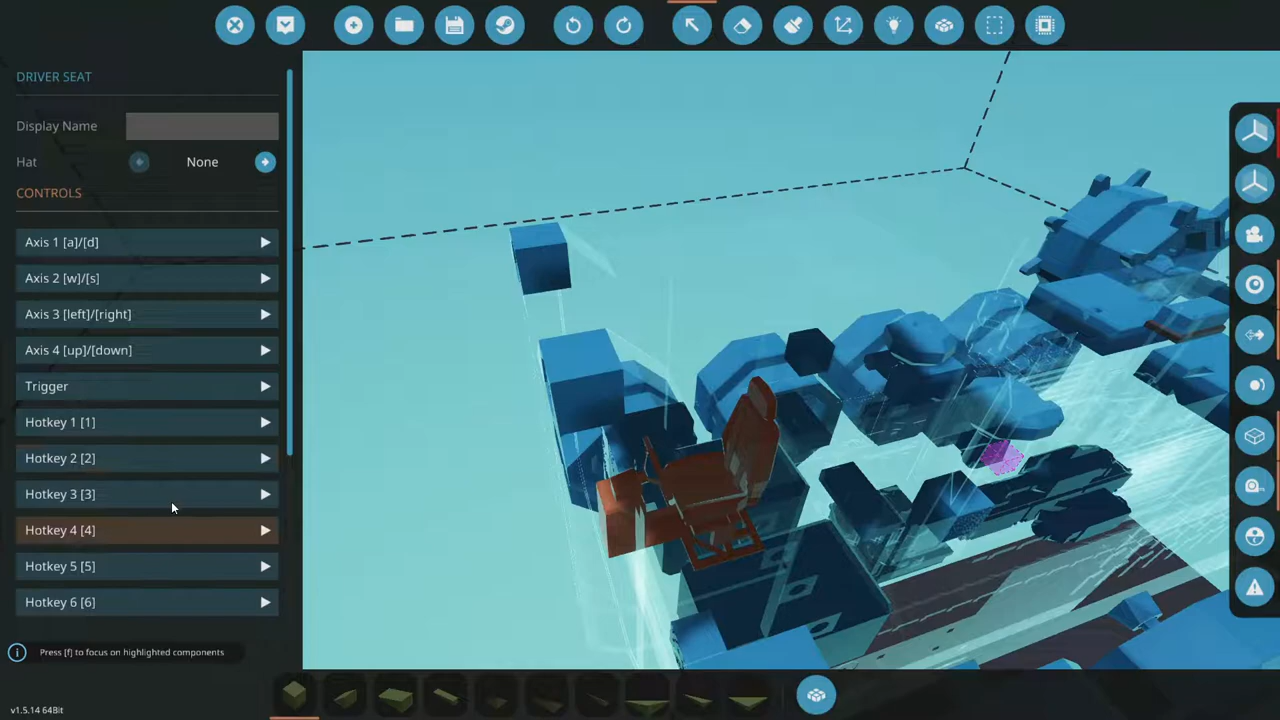 DRIVER SEAT
Display Name
Hat None
CONTROLS
Axis 1 [a]/[d]
Axis 2 [w]/[s]
Axis 3 [left]/[right]
Axis 4 [up]/[down]
Trigger
Hotkey 1 [1]
Hotkey 2 [2]
Hotkey 3 [3]
Hotkey 4 [4]
Hotkey 5 [5]
Hotkey 6 [6]
Press [f] to focus on highlighted components
v1.5.14 64Bit